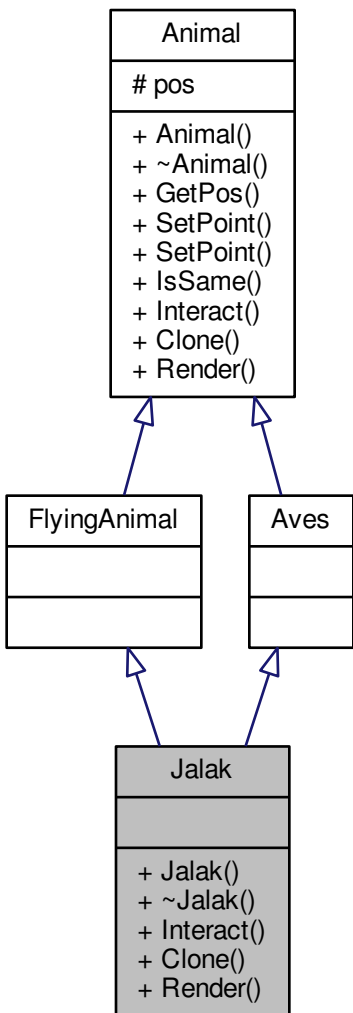 Animal
# pos
+ Animal()
+ ~Animal()
+ GetPos()
+ SetPoint()
+ SetPoint()
+ IsSame()
+ Interact()
+ Clone()
+ Render()
FlyingAnimal
Aves
Jalak
+ Jalak()
+ ~Jalak()
+ Interact()
+ Clone()
+ Render()